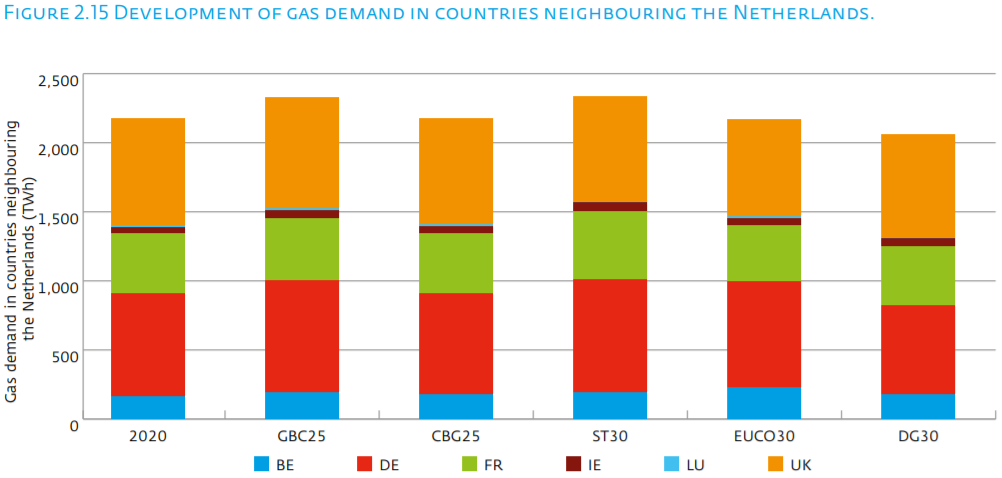 Figure 2.15 Development of gas demand in countries neighbouring the Netherlands.
Gas demand in countries neighbouring
the Netherlands (TWh)
2,500
2,000
1,500
1,000
500
0
2020 GBC25 CBG25 ST30 EUCO30 DG30
BE DE FR IE LU UK